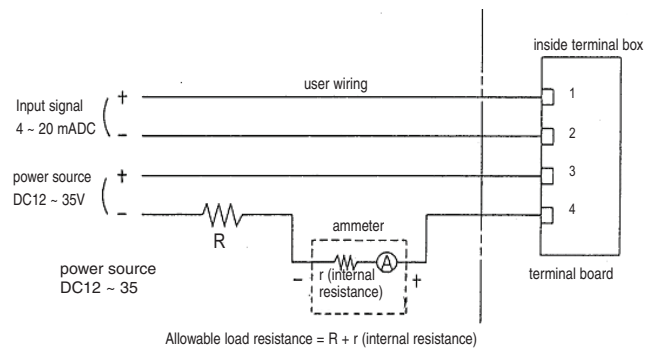 inside terminal box
user wiring
Input signal
4 ~ 20 mADC
+
−
1
2
power source
DC12 ~ 35V
+
−
3
4
R
ammeter
A
−
+
r (internal
resistance)
power source
DC12 ~ 35
terminal board
Allowable load resistance = R + r (internal resistance)